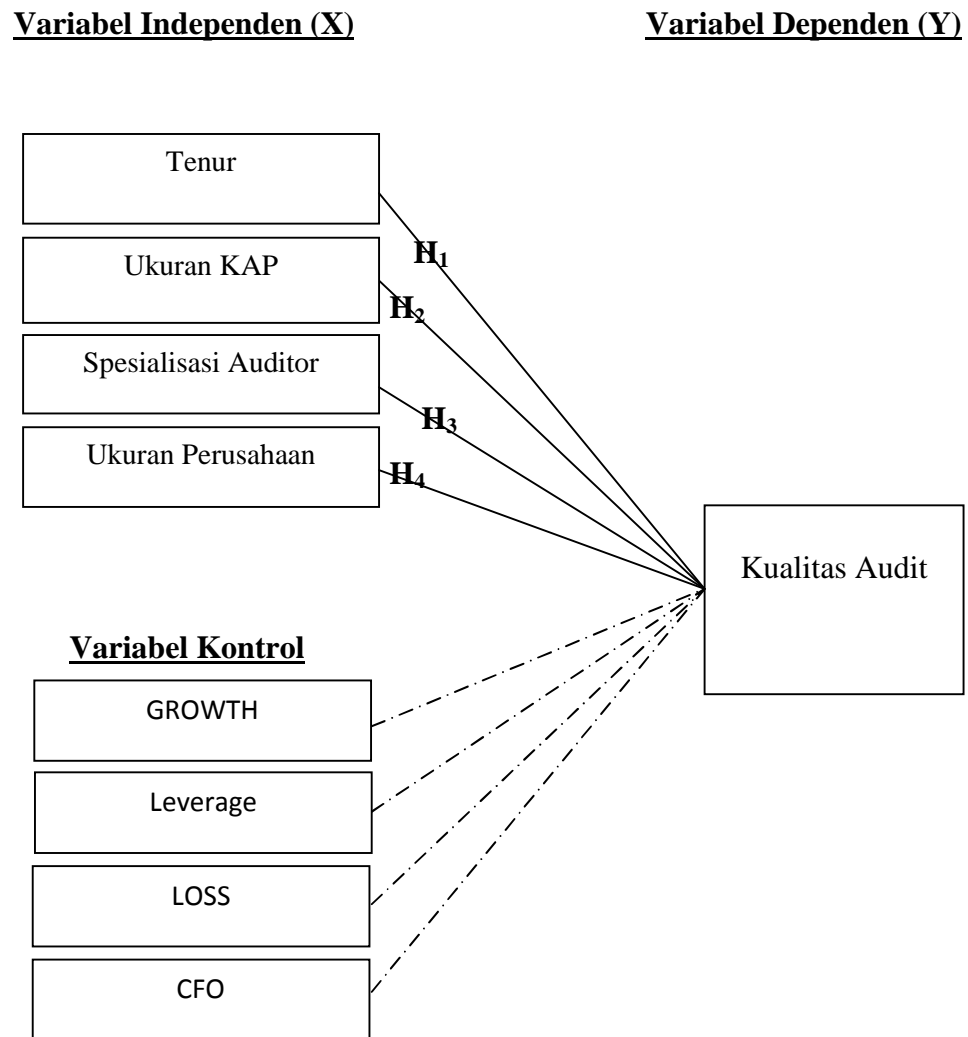 Variabel Independen (X)
Variabel Dependen (Y)
Tenur
H1
Ukuran KAP
H2
Spesialisasi Auditor
H3
Ukuran Perusahaan
H4
Kualitas Audit
Variabel Kontrol
GROWTH
Leverage
LOSS
CFO